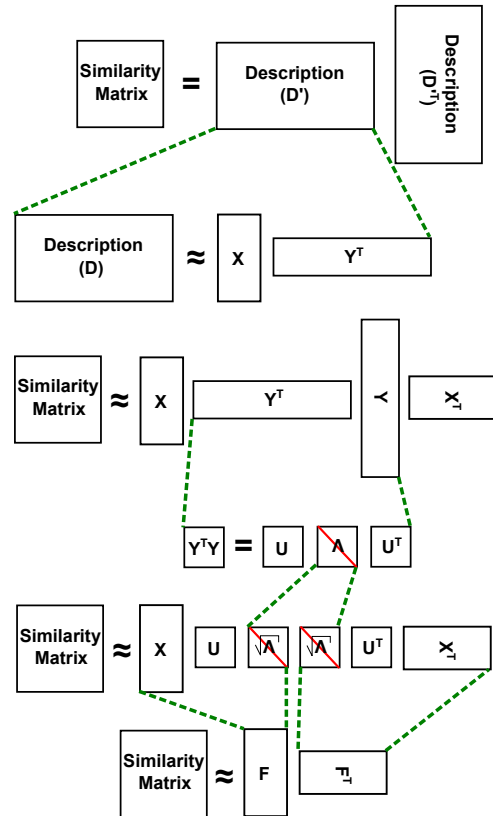 Similarity
Matrix
=
Description
(D')
Description
(D'ᵀ)
Description
(D)
≈
X
Yᵀ
Similarity
Matrix
≈
X
Yᵀ
Y
Xᵀ
YᵀY
=
U
Λ
Uᵀ
Similarity
Matrix
≈
X
U
√Λ
√Λ
Uᵀ
Xᵀ
Similarity
Matrix
≈
F
Fᵀ